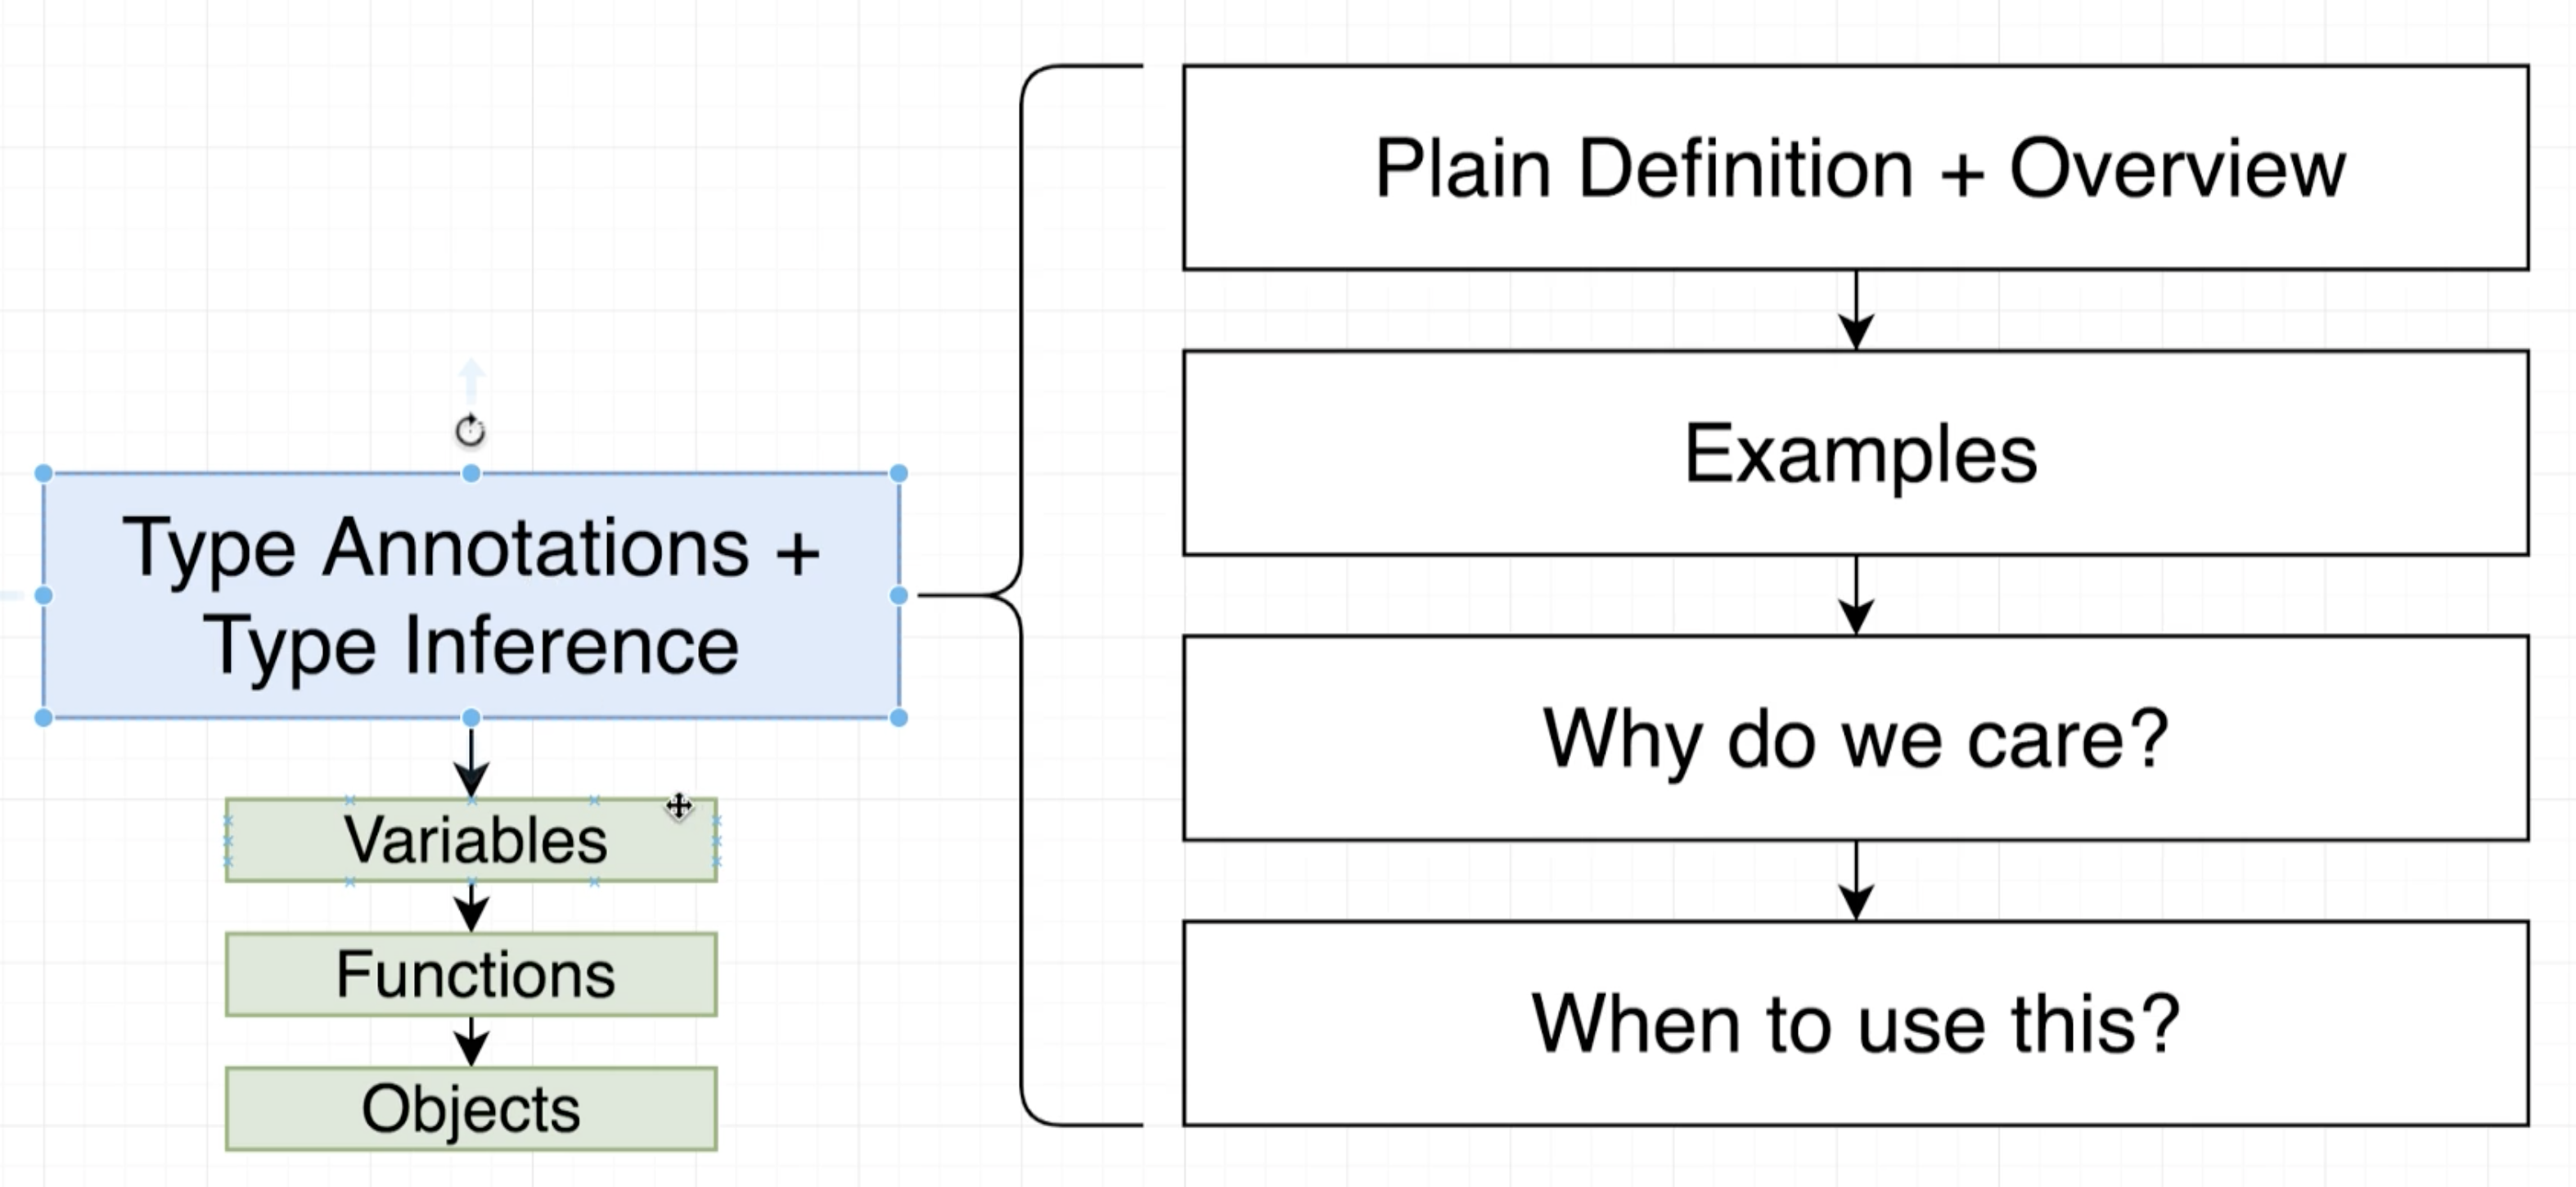 Type Annotations +
Type Inference
Variables
Functions
Objects
Plain Definition + Overview
Examples
Why do we care?
When to use this?